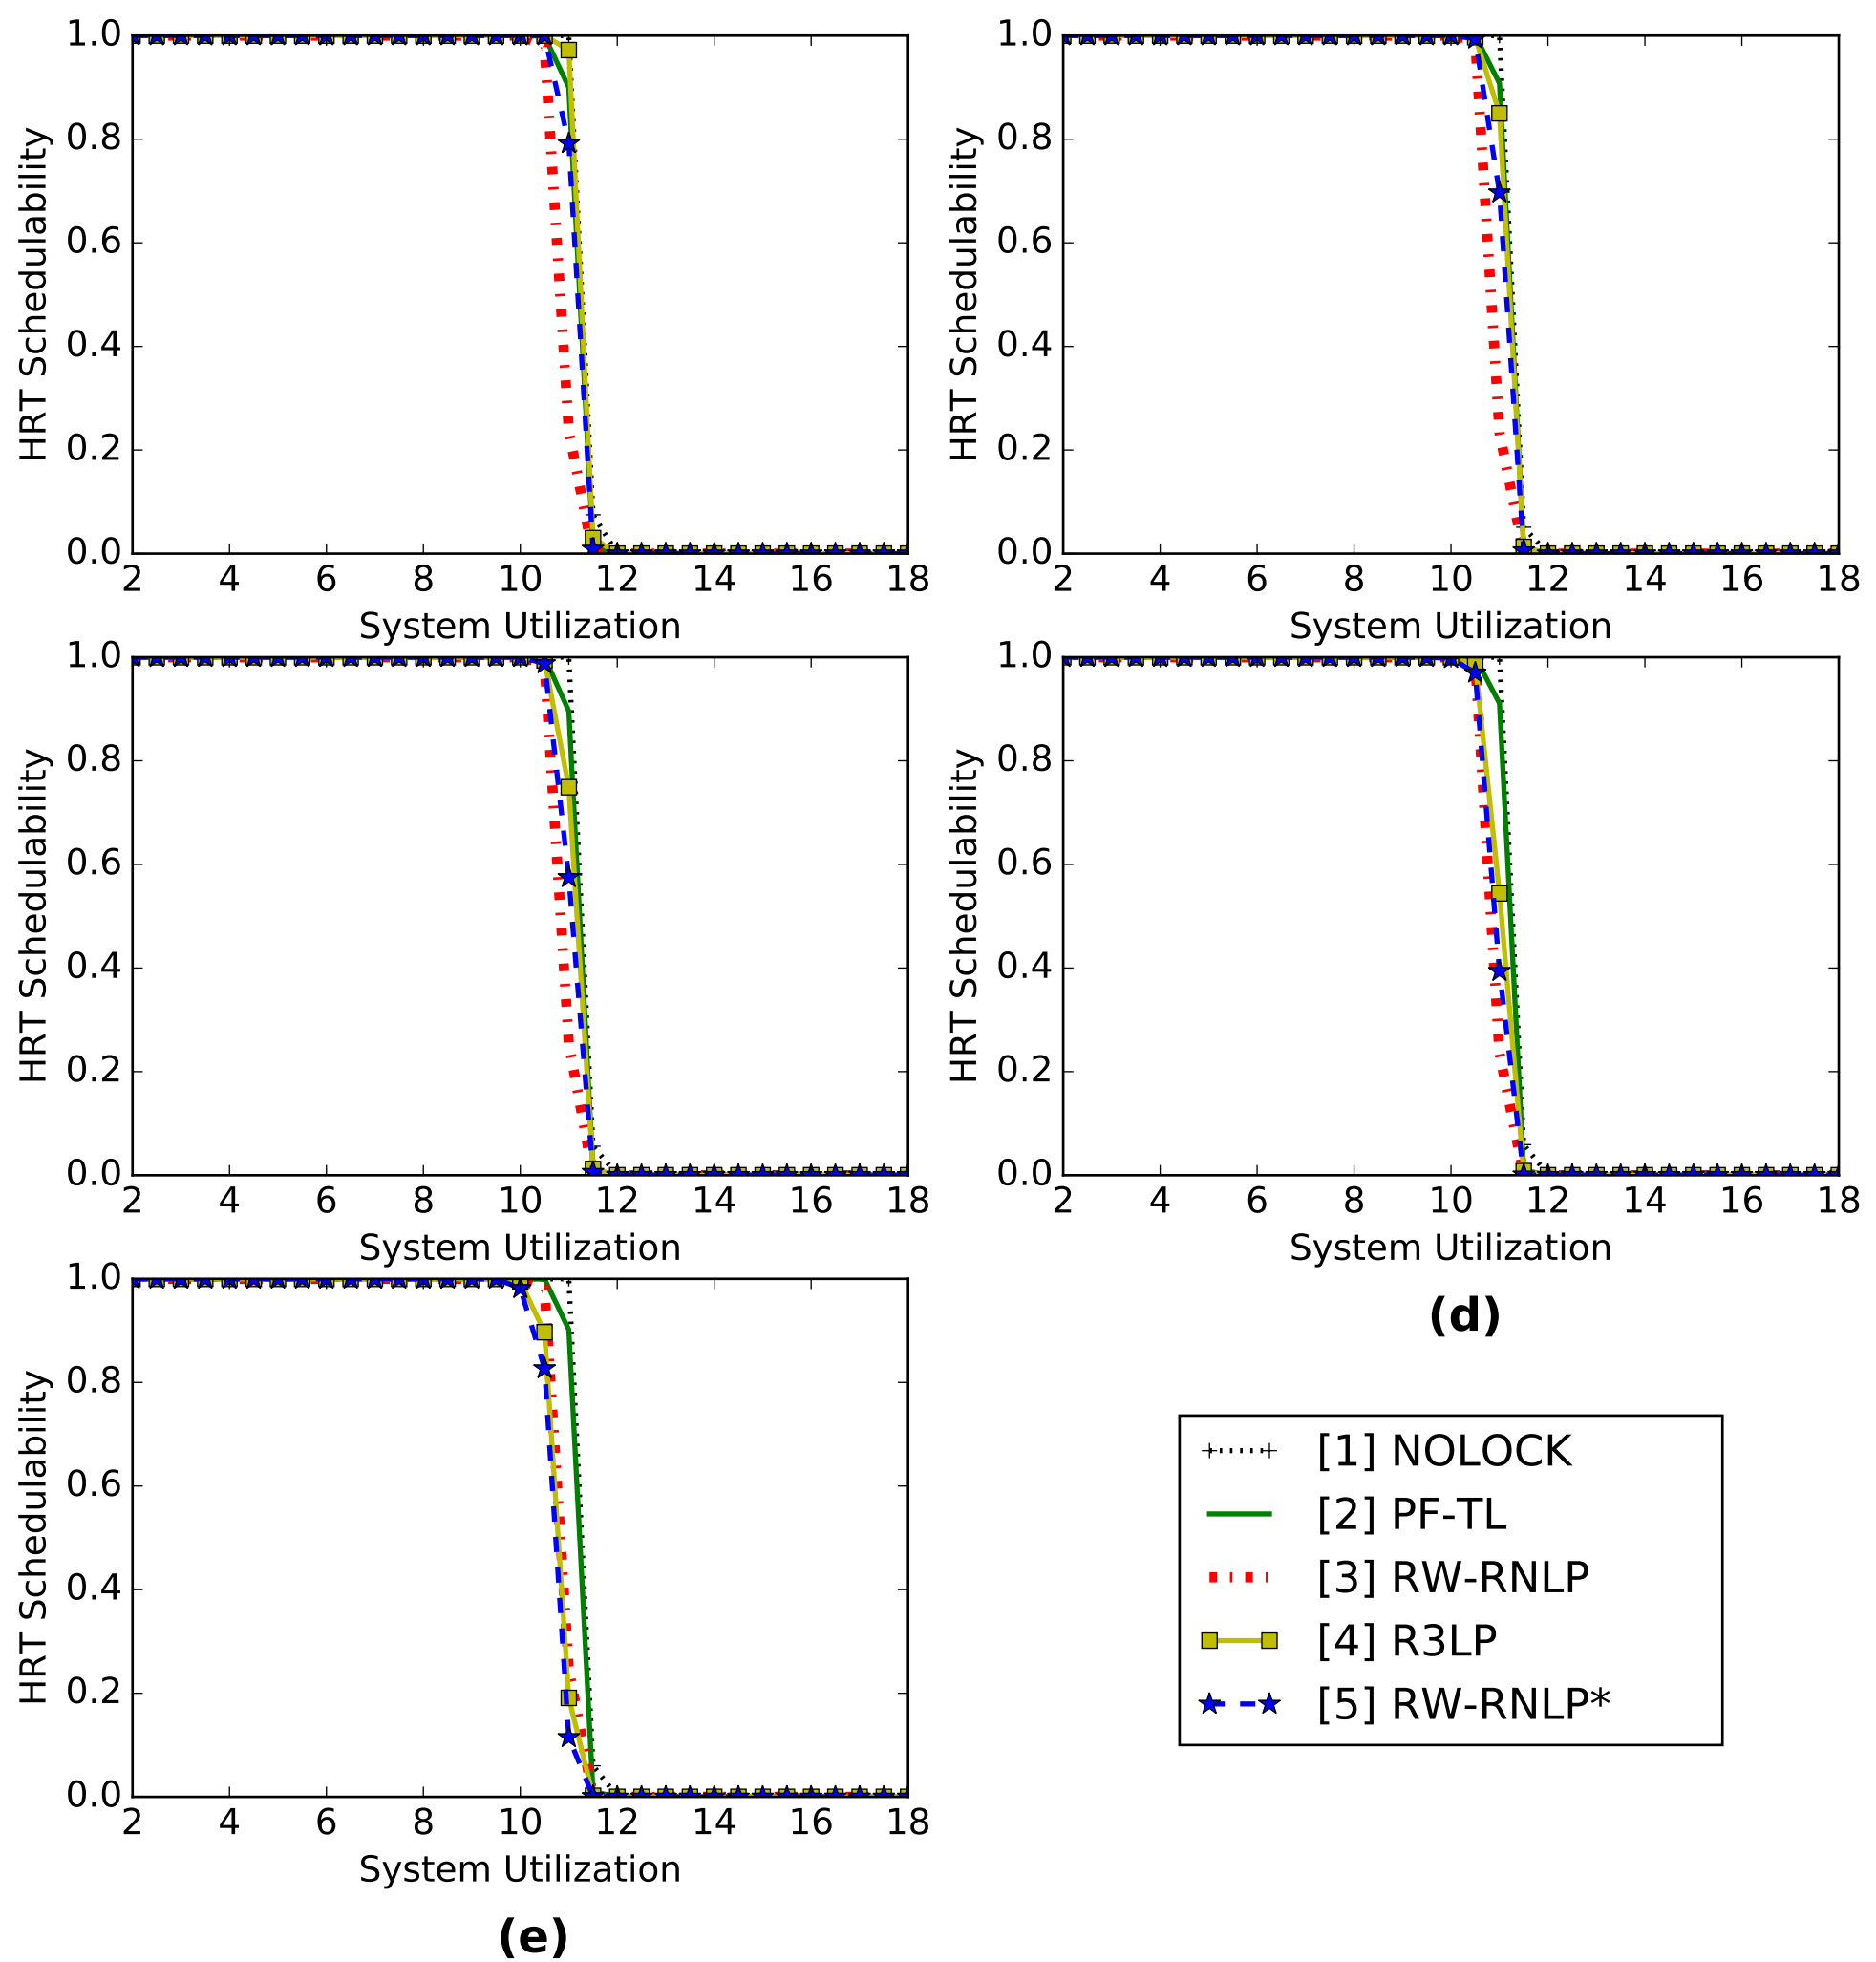 1.0
0.8
0.6
0.4
0.2
0.0
HRT Schedulability
2 4 6 8 10 12 14 16 18
System Utilization
1.0
0.8
0.6
0.4
0.2
0.0
HRT Schedulability
2 4 6 8 10 12 14 16 18
System Utilization
1.0
0.8
0.6
0.4
0.2
0.0
HRT Schedulability
2 4 6 8 10 12 14 16 18
System Utilization
1.0
0.8
0.6
0.4
0.2
0.0
HRT Schedulability
2 4 6 8 10 12 14 16 18
System Utilization
(d)
1.0
0.8
0.6
0.4
0.2
0.0
HRT Schedulability
2 4 6 8 10 12 14 16 18
System Utilization
(e)
[1] NOLOCK
[2] PF-TL
[3] RW-RNLP
[4] R3LP
[5] RW-RNLP*